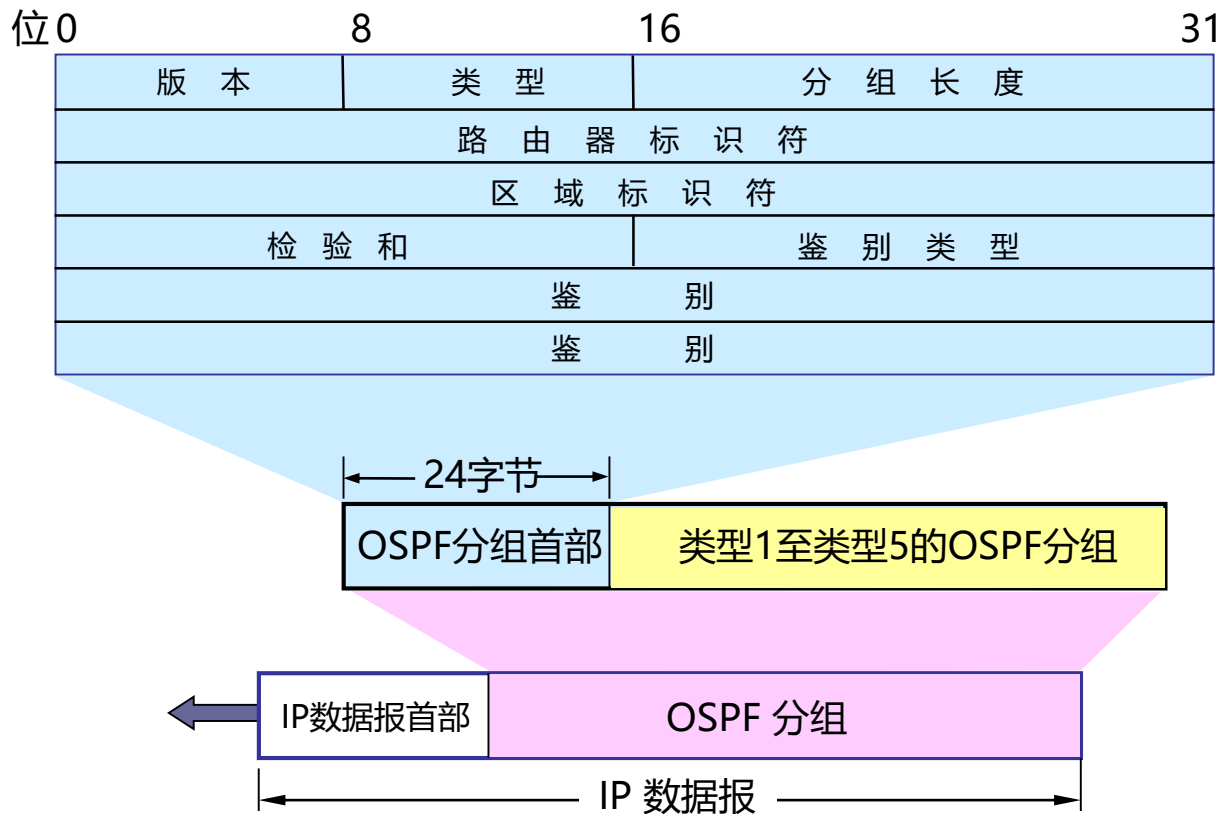 位 0 8 16 31
版 本 类 型 分 组 长 度
路 由 器 标 识 符
区 域 标 识 符
检 验 和 鉴 别 类 型
鉴 别
鉴 别
24字节
OSPF分组首部 类型1至类型5的OSPF分组
IP数据报首部 OSPF 分组
IP 数据报